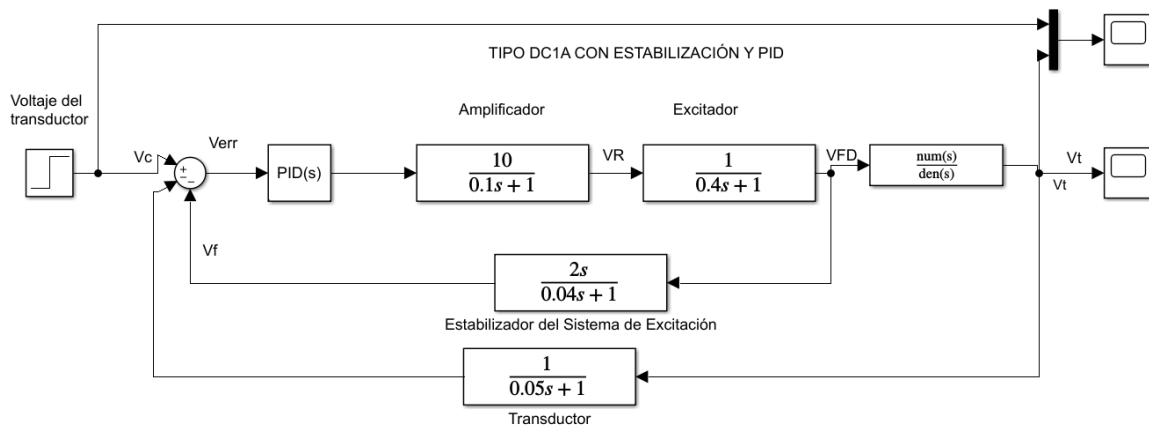 TIPO DC1A CON ESTABILIZACIÓN Y PID
Voltaje del
transductor
Amplificador
Excitador
Vc
Verr
+
−
−
PID(s)
10
0.1s + 1
VR
1
0.4s + 1
VFD
num(s)
den(s)
Vt
Vt
Vf
2s
0.04s + 1
Estabilizador del Sistema de Excitación
1
0.05s + 1
Transductor